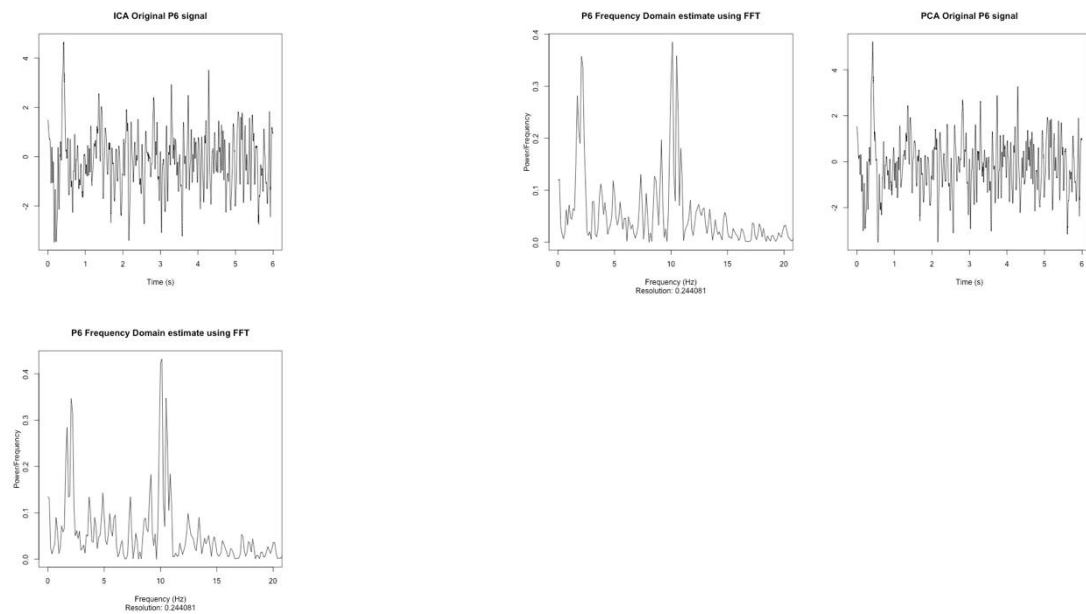 ICA Original P6 signal
4
2
0
-2
0 1 2 3 4 5 6
Time (s)
P6 Frequency Domain estimate using FFT
Power/Frequency
0.4
0.3
0.2
0.1
0.0
0 5 10 15 20
Frequency (Hz)
Resolution: 0.244081
PCA Original P6 signal
4
2
0
-2
0 1 2 3 4 5 6
Time (s)
P6 Frequency Domain estimate using FFT
Power/Frequency
0.4
0.3
0.2
0.1
0.0
0 5 10 15 20
Frequency (Hz)
Resolution: 0.244081